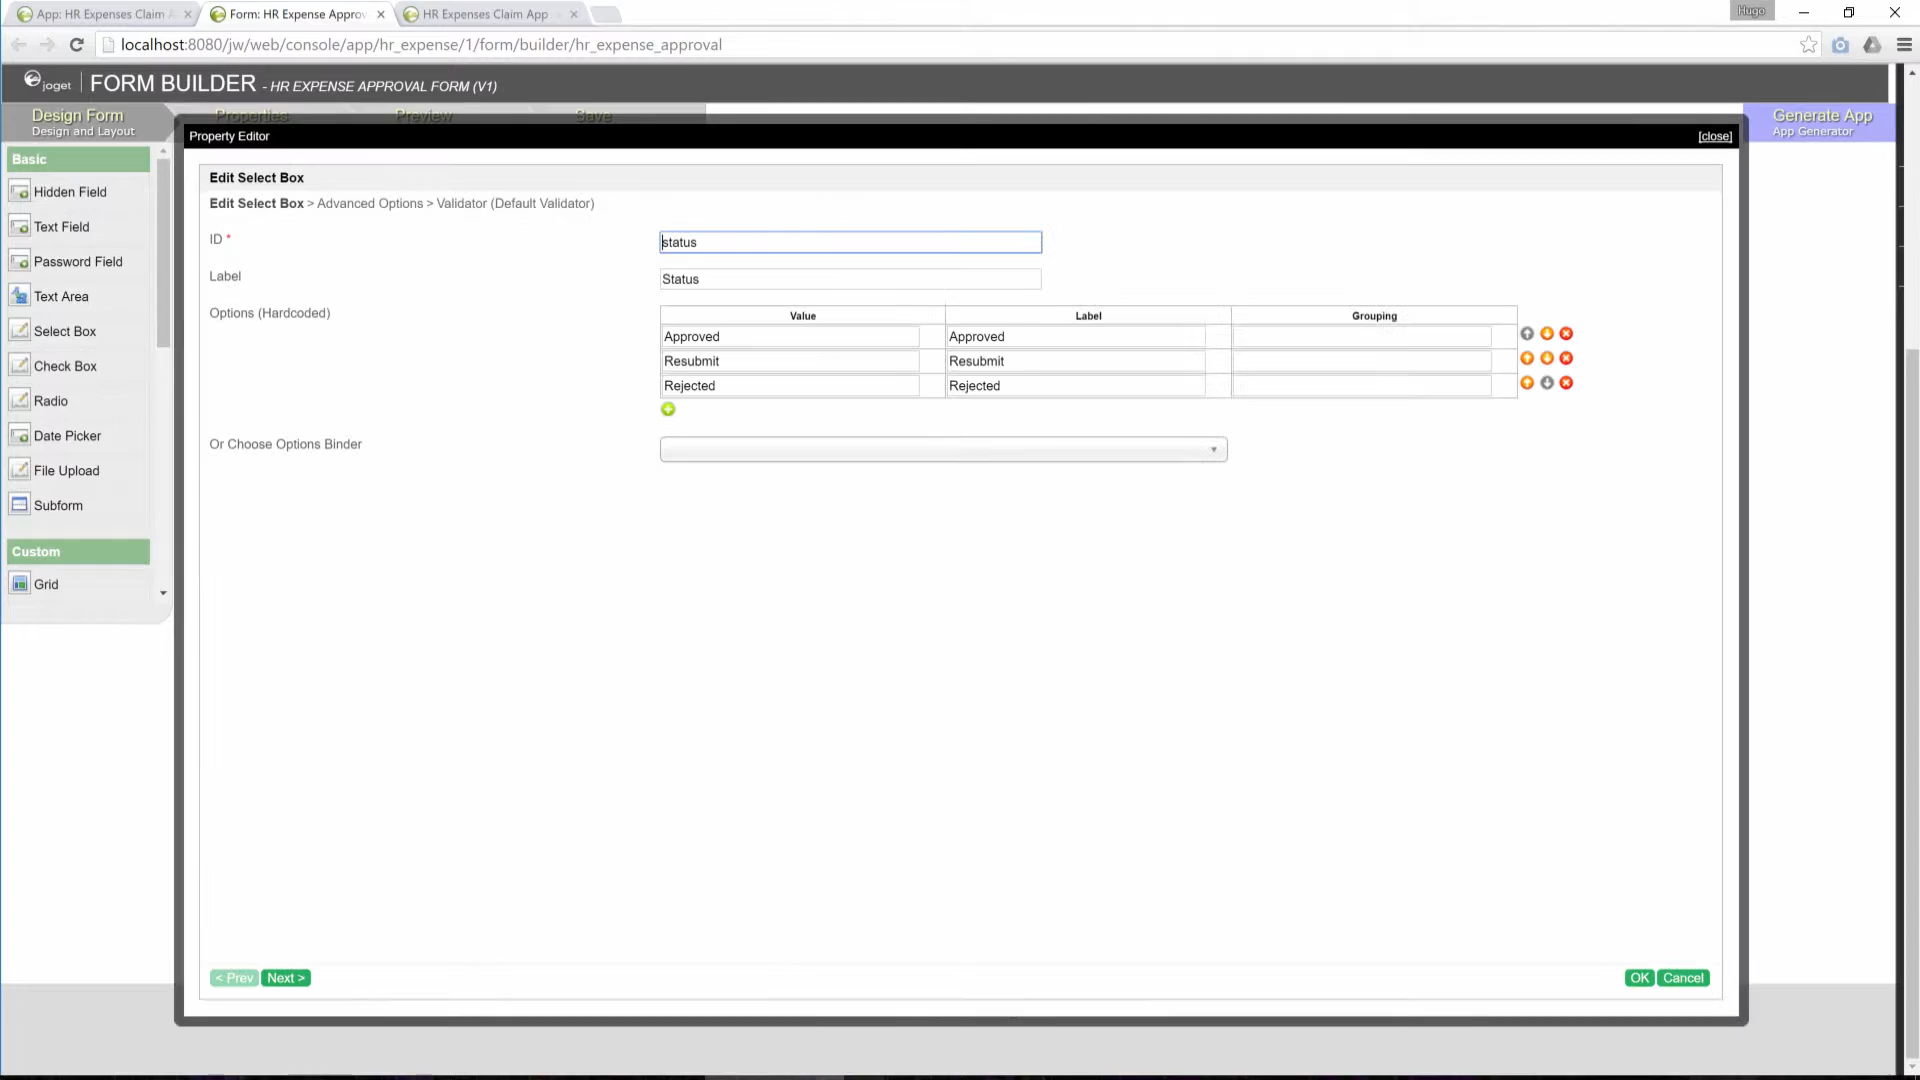 App: HR Expenses Claim
Form: HR Expense Approv
HR Expenses Claim App
Hugo
localhost:8080/jw/web/console/app/hr_expense/1/form/builder/hr_expense_approval
joget
FORM BUILDER - HR EXPENSE APPROVAL FORM (V1)
Design Form
Design and Layout
Properties
Preview
Save
Generate App
App Generator
Property Editor
[close]
Basic
Hidden Field
Text Field
Password Field
Text Area
Select Box
Check Box
Radio
Date Picker
File Upload
Subform
Custom
Grid
Edit Select Box
Edit Select Box > Advanced Options > Validator (Default Validator)
ID *
status
Label
Status
Options (Hardcoded)
Value Label Grouping
Approved Approved
Resubmit Resubmit
Rejected Rejected
Or Choose Options Binder
< Prev Next >
OK Cancel